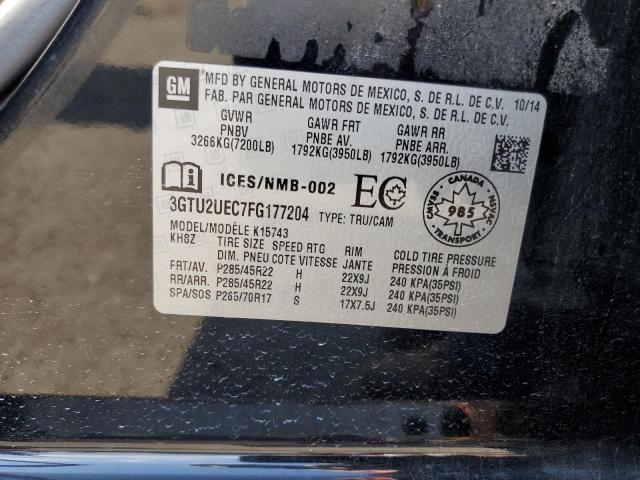 GM
MFD BY GENERAL MOTORS DE MEXICO, S. DE R.L. DE C.V. 10/14
FAB. PAR GENERAL MOTORS DE MEXICO, S. DE R.L. DE C.V.
GVWR GAWR FRT GAWR RR
PNBV PNBE AV. PNBE ARR.
3266KG(7200LB) 1792KG(3950LB) 1792KG(3950LB)
ICES/NMB-002 EC
CMVSS NSVAC
CANADA
985
3GTU2UEC7FG177204 TYPE: TRU/CAM
MODEL/MODÈLE K15743
KHSZ TIRE SIZE SPEED RTG RIM COLD TIRE PRESSURE
DIM. PNEU COTE VITESSE JANTE PRESSION À FROID
FRT/AV. P285/45R22 H 22X9J 240 KPA(35PSI)
RR/ARR. P285/45R22 H 22X9J 240 KPA(35PSI)
SPA/SOS P265/70R17 S 17X7.5J 240 KPA(35PSI)